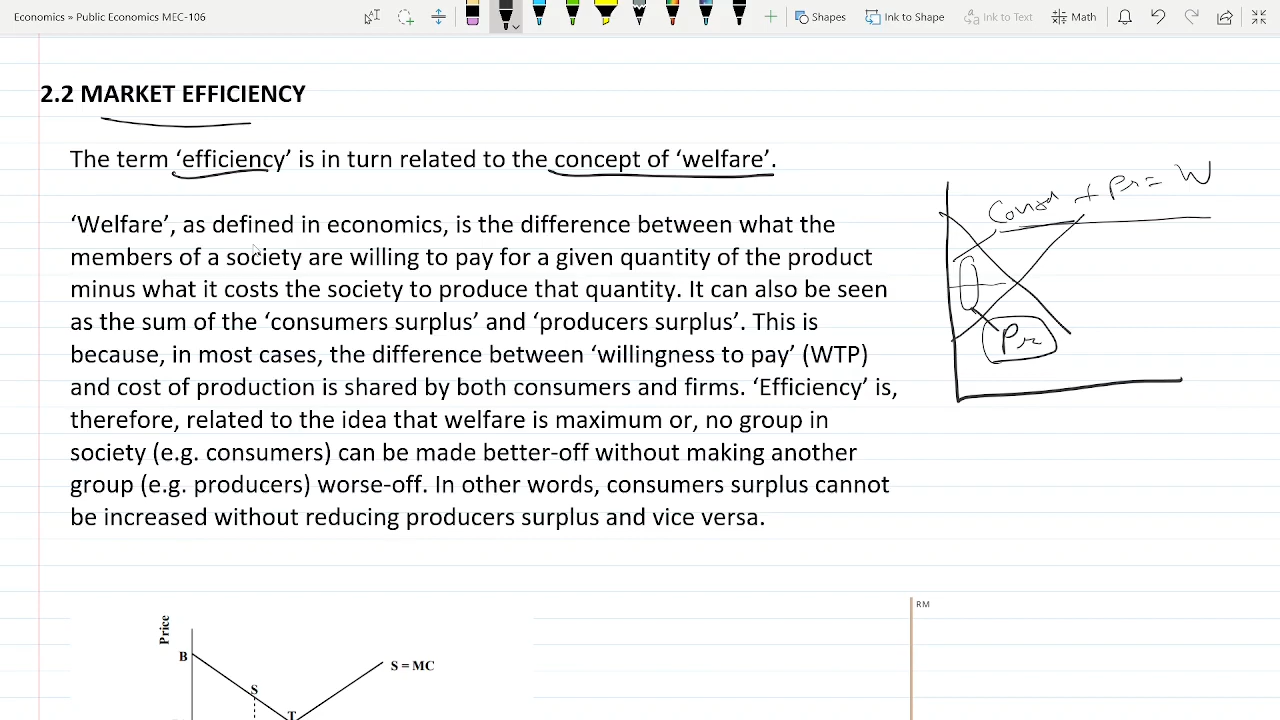 Economics » Public Economics MEC-106
Shapes
Ink to Shape
Ink to Text
Math
2.2 MARKET EFFICIENCY
The term ‘efficiency’ is in turn related to the concept of ‘welfare’.
‘Welfare’, as defined in economics, is the difference between what the
members of a society are willing to pay for a given quantity of the product
minus what it costs the society to produce that quantity. It can also be seen
as the sum of the ‘consumers surplus’ and ‘producers surplus’. This is
because, in most cases, the difference between ‘willingness to pay’ (WTP)
and cost of production is shared by both consumers and firms. ‘Efficiency’ is,
therefore, related to the idea that welfare is maximum or, no group in
society (e.g. consumers) can be made better-off without making another
group (e.g. producers) worse-off. In other words, consumers surplus cannot
be increased without reducing producers surplus and vice versa.
+ Pr = W
Pr
RM
Price
B
S = MC
S
T